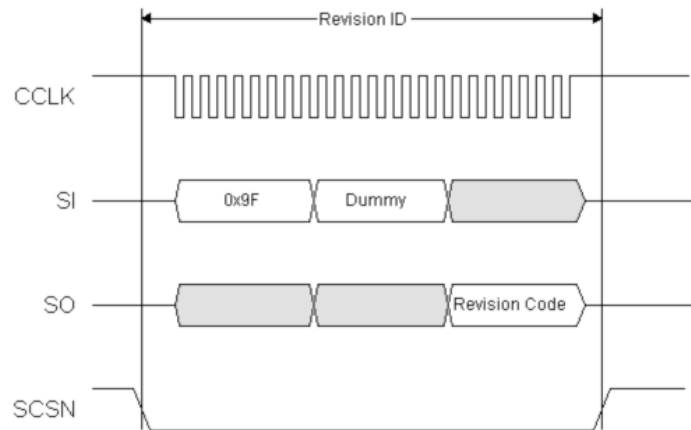 Revision ID
CCLK
SI
0x9F
Dummy
SO
Revision Code
SCSN